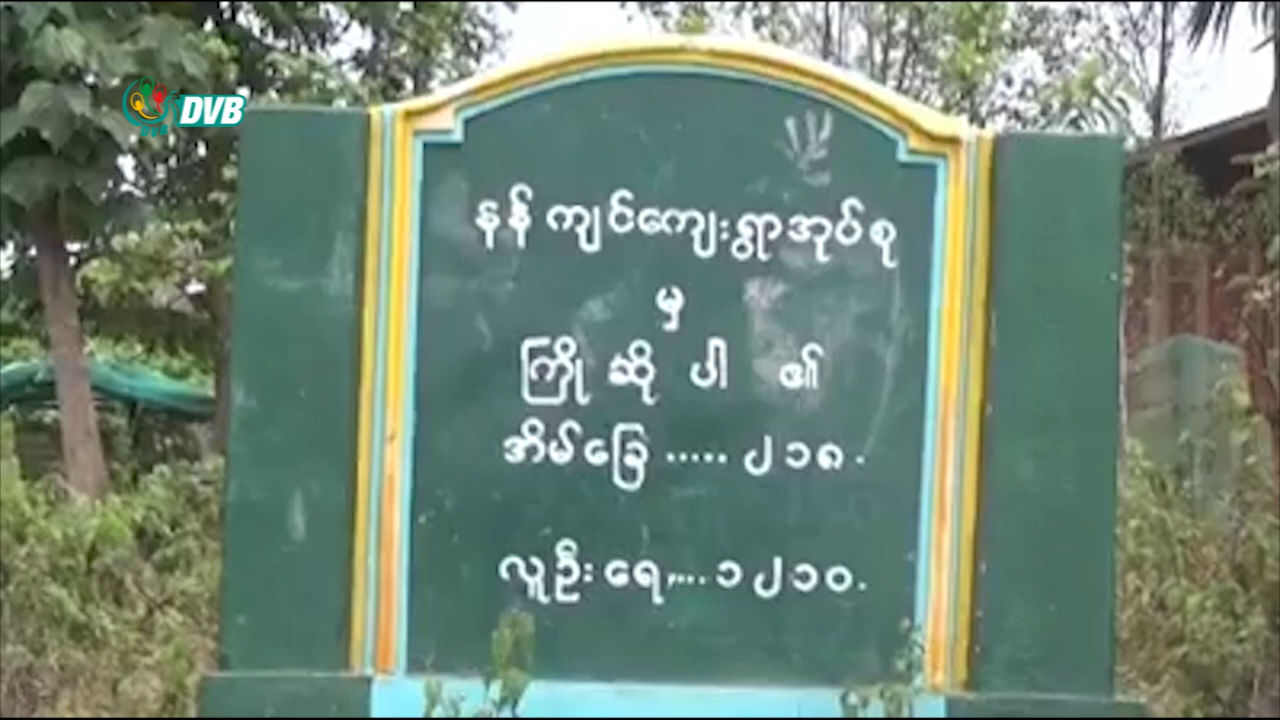 DVB
DVB
နန် ကျင်ကျေးရွာအုပ်စု
မှ
ကြို ဆို ပါ ၏
အိမ်ခြေ ..... ၂၁၈ .
လူဦးရေ,.... ၁၂၁၀.